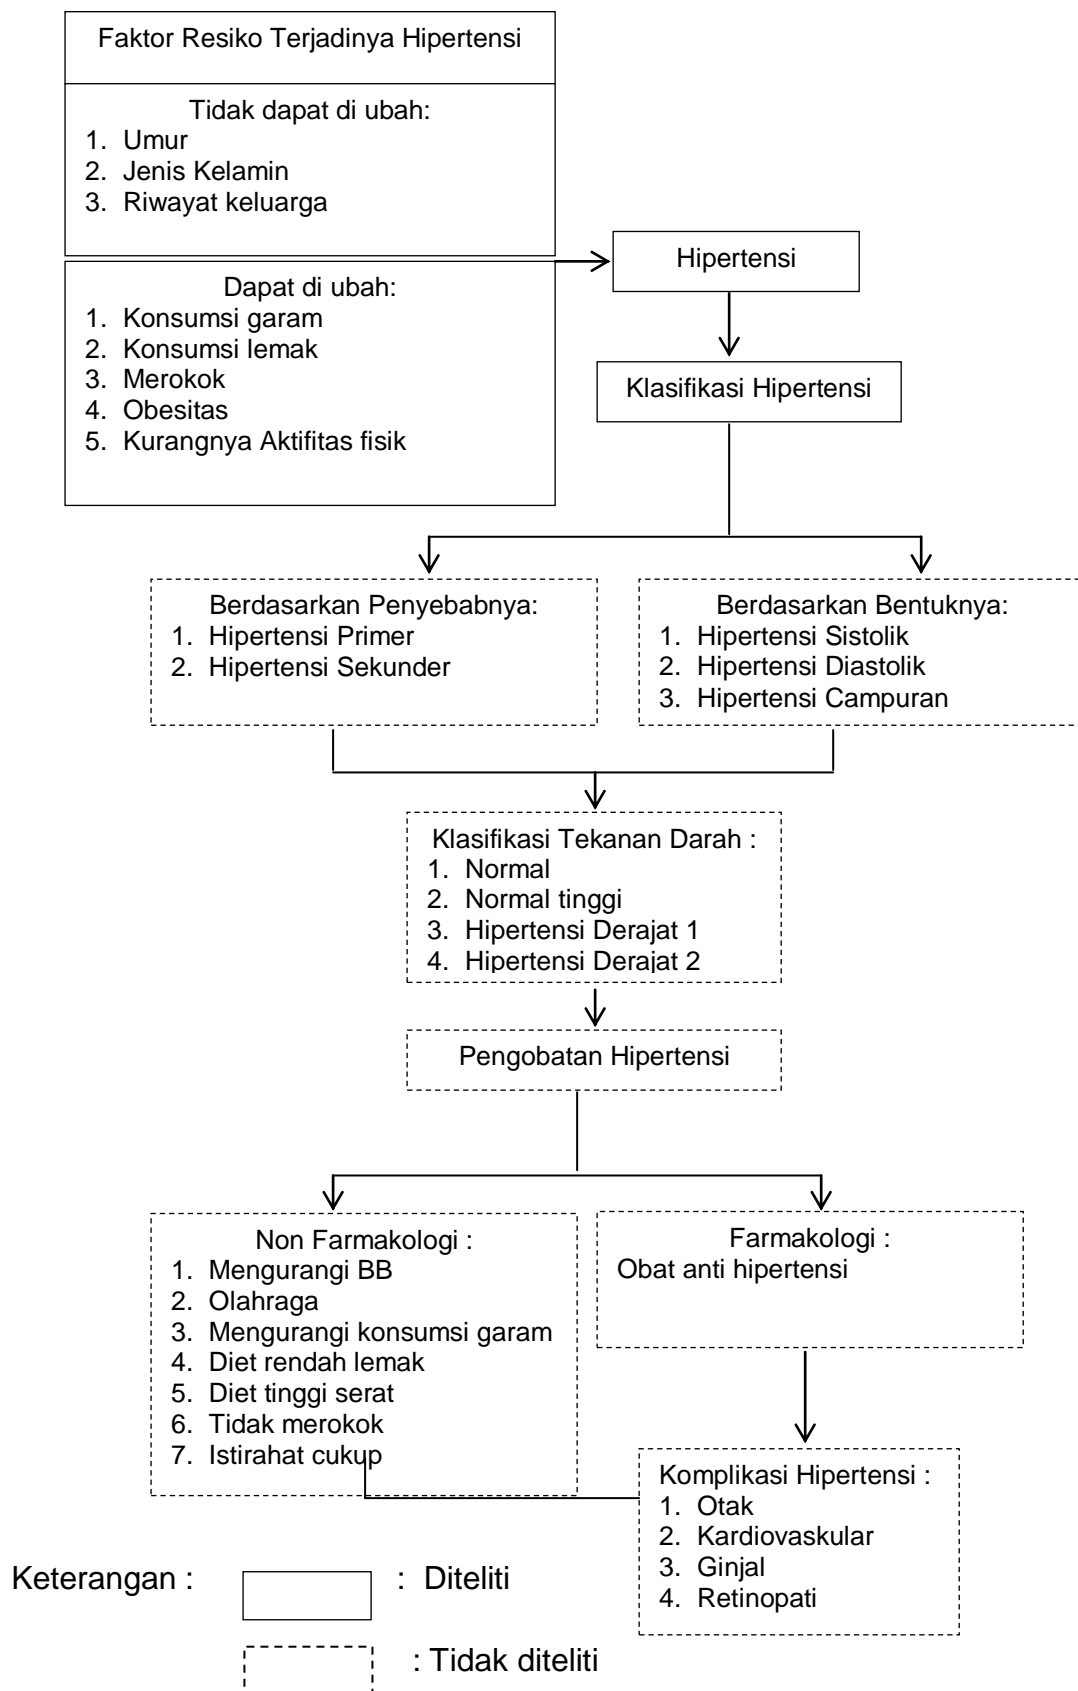 Faktor Resiko Terjadinya Hipertensi
Tidak dapat di ubah:
1. Umur
2. Jenis Kelamin
3. Riwayat keluarga
Hipertensi
Dapat di ubah:
1. Konsumsi garam
2. Konsumsi lemak
3. Merokok
4. Obesitas
5. Kurangnya Aktifitas fisik
Klasifikasi Hipertensi
Berdasarkan Penyebabnya:
1. Hipertensi Primer
2. Hipertensi Sekunder
Berdasarkan Bentuknya:
1. Hipertensi Sistolik
2. Hipertensi Diastolik
3. Hipertensi Campuran
Klasifikasi Tekanan Darah :
1. Normal
2. Normal tinggi
3. Hipertensi Derajat 1
4. Hipertensi Derajat 2
Pengobatan Hipertensi
Non Farmakologi :
1. Mengurangi BB
2. Olahraga
3. Mengurangi konsumsi garam
4. Diet rendah lemak
5. Diet tinggi serat
6. Tidak merokok
7. Istirahat cukup
Farmakologi :
Obat anti hipertensi
Komplikasi Hipertensi :
1. Otak
2. Kardiovaskular
3. Ginjal
4. Retinopati
Keterangan : : Diteliti
: Tidak diteliti